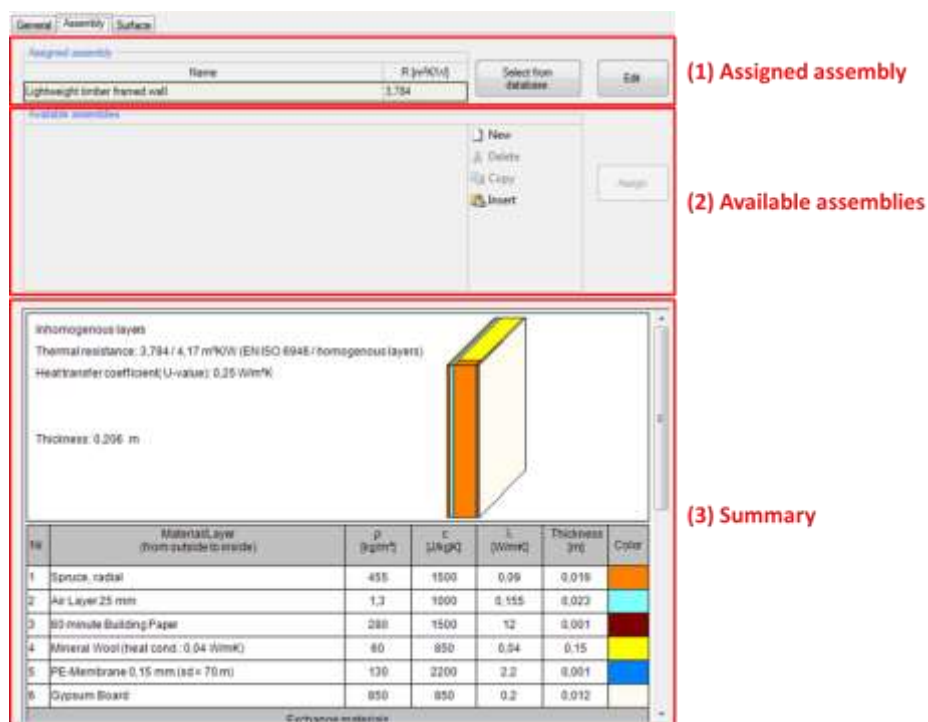 General Assembly Surface
Assigned assembly
Name R [m²K/W]
Lightweight timber framed wall 3,784
Select from
database
Edit
(1) Assigned assembly
Available assemblies
New
Delete
Copy
Insert
Assign
(2) Available assemblies
Inhomogenous layers
Thermal resistance: 3,784 / 4,17 m²K/W (EN ISO 6946 / homogenous layers)
Heat transfer coefficient( U-value): 0,25 W/m²K
Thickness: 0,206 m
(3) Summary
Nr. Material/Layer
(from outside to inside) ρ
[kg/m³] c
[J/kgK] λ
[W/mK] Thickness
[m] Color
1 Spruce, radial 455 1500 0,09 0,019
2 Air Layer 25 mm 1,3 1000 0,155 0,023
3 60 minute Building Paper 280 1500 12 0,001
4 Mineral Wool (heat cond.: 0,04 W/mK) 60 850 0,04 0,15
5 PE-Membrane 0,15 mm (sd = 70 m) 130 2200 2,2 0,001
6 Gypsum Board 850 850 0,2 0,012
Exchange materials